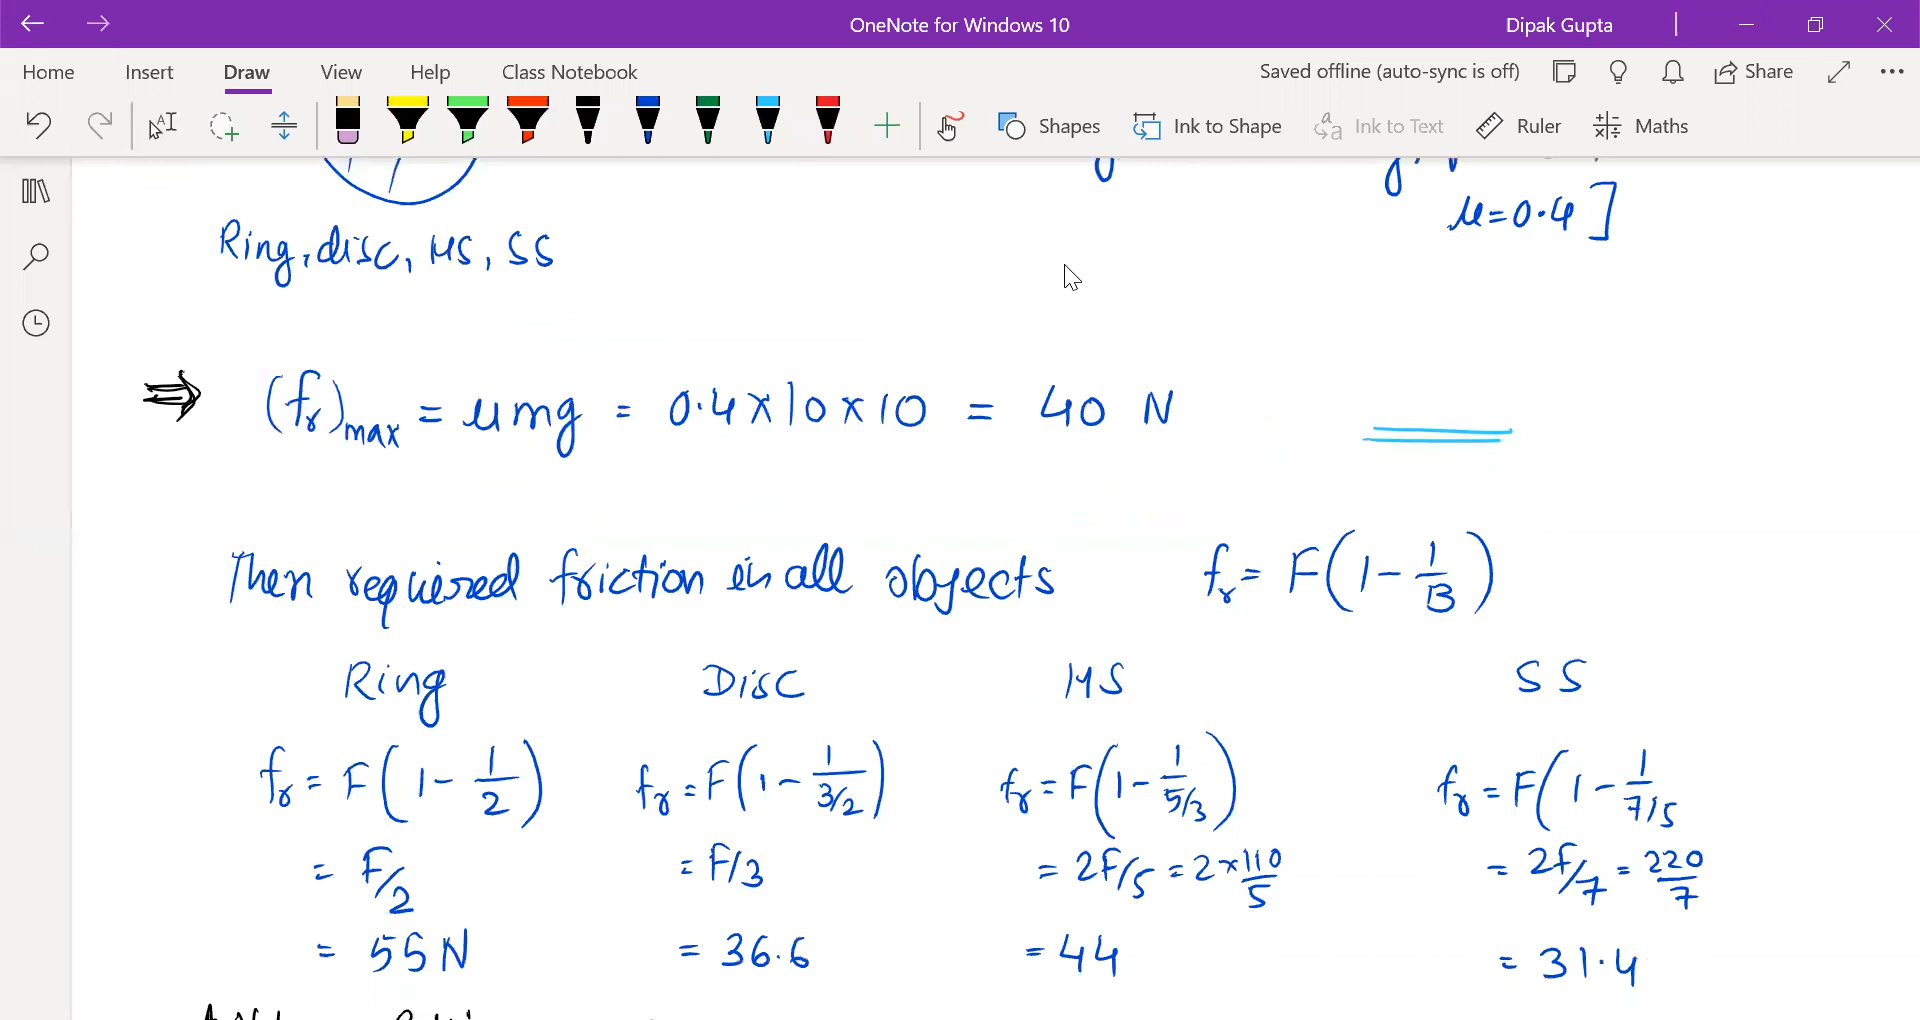 OneNote for Windows 10
Dipak Gupta
Home Insert Draw View Help Class Notebook
Saved offline (auto-sync is off) Share
Shapes Ink to Shape Ink to Text Ruler Maths
μ=0.4 ]
Ring, disc, HS, SS
⇒ (fr)max = μmg = 0.4×10×10 = 40 N
Then required friction in all objects fr = F(1-1/B)
Ring Disc HS SS
fr = F(1-1/2) fr = F(1-1/3/2) fr = F(1-1/5/3) fr = F(1-1/7/5
= F/2 = F/3 = 2F/5 = 2×110/5 = 2F/7 = 220/7
= 55N = 36.6 = 44 = 31.4